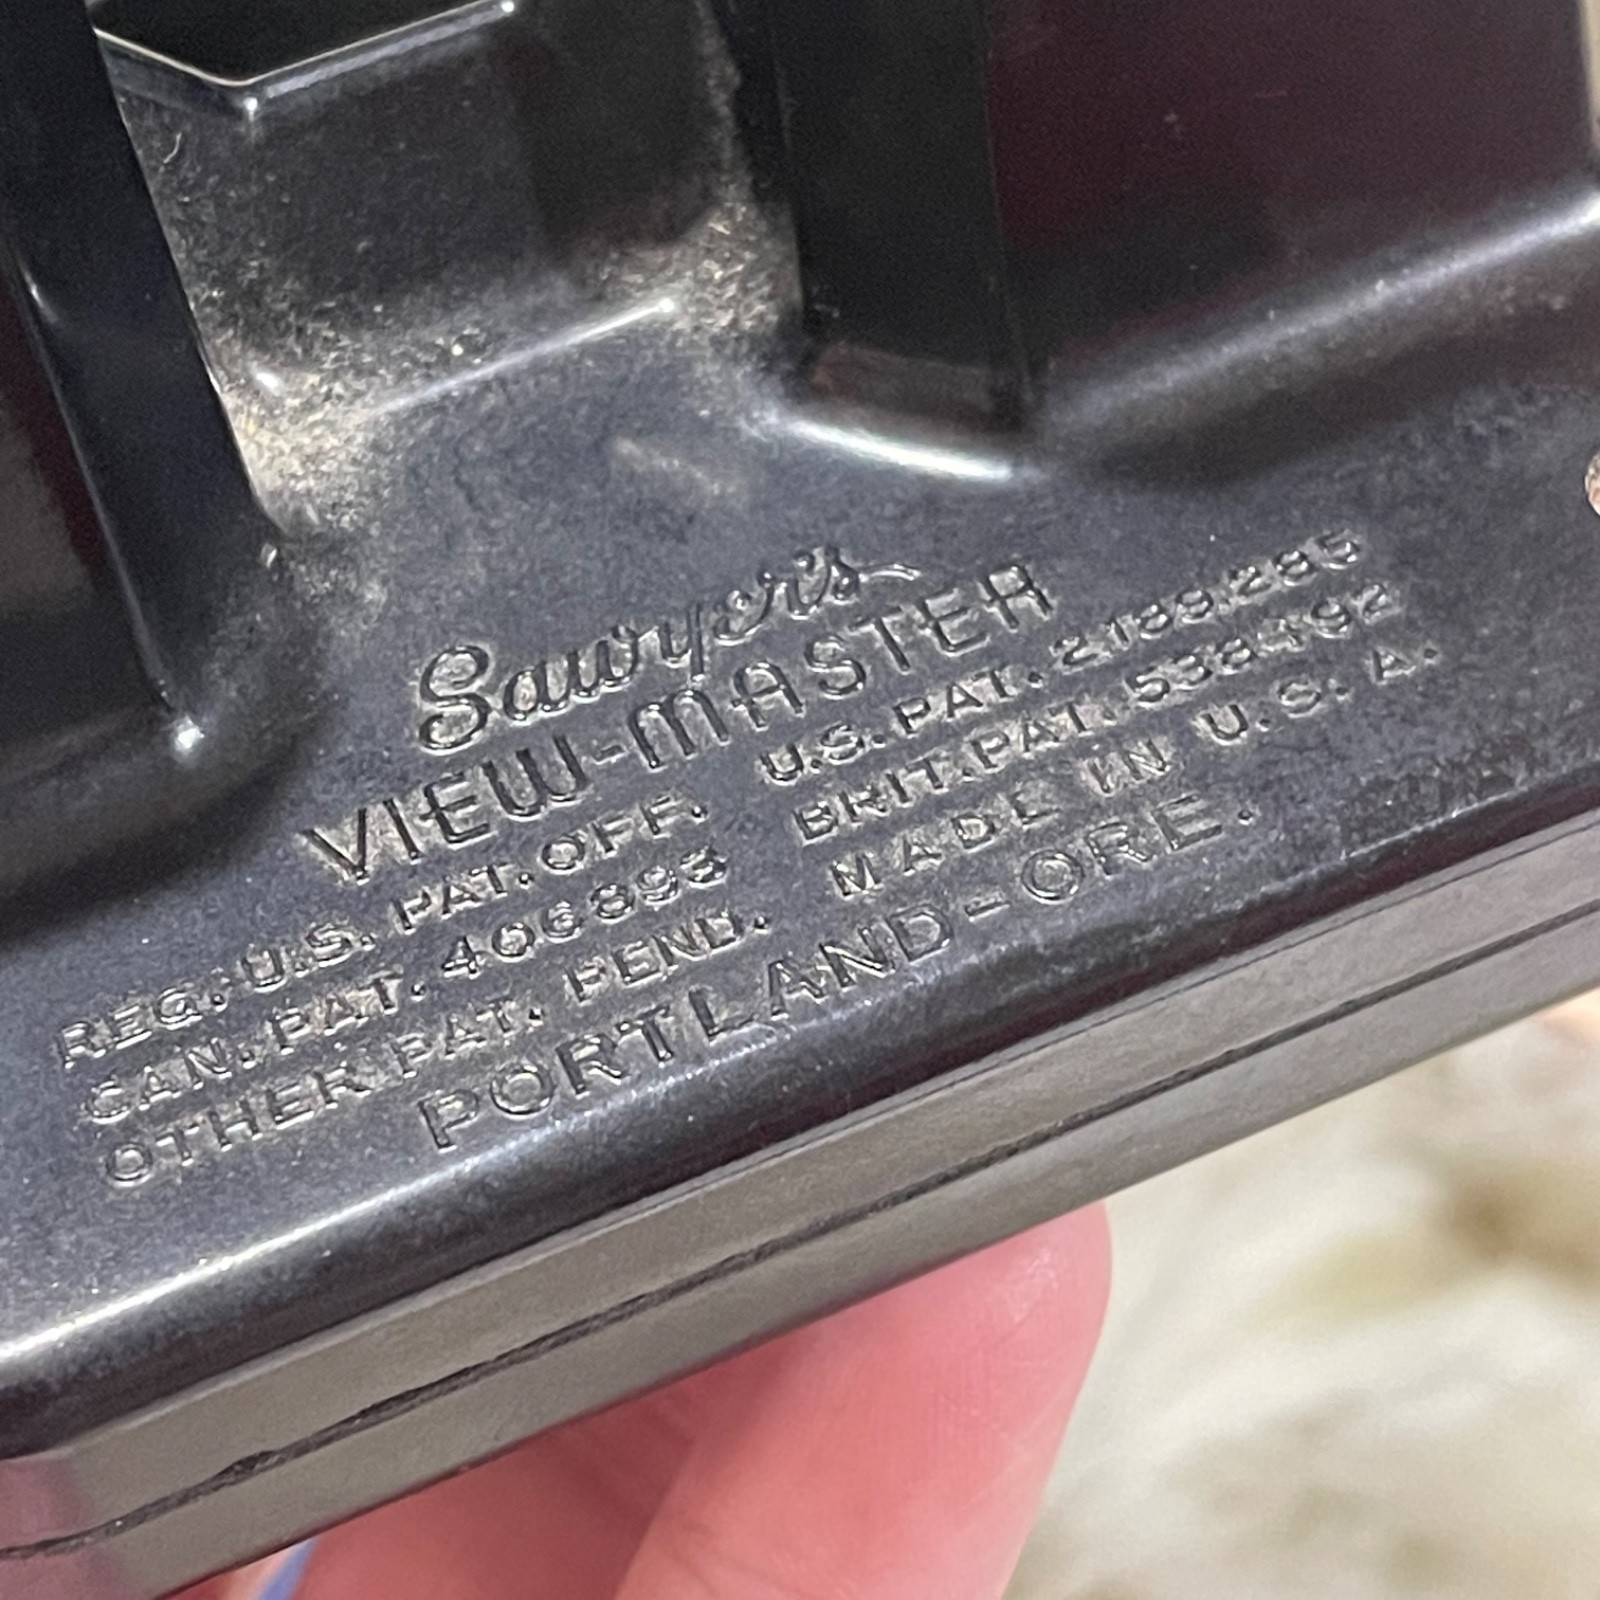 Sawyer's
VIEW-MASTER
REG. U.S. PAT. OFF. U.S. PAT. 2189285
CAN. PAT. 406893 BRIT. PAT. 538492
OTHER PAT. PEND. MADE IN U.S.A.
PORTLAND-ORE.